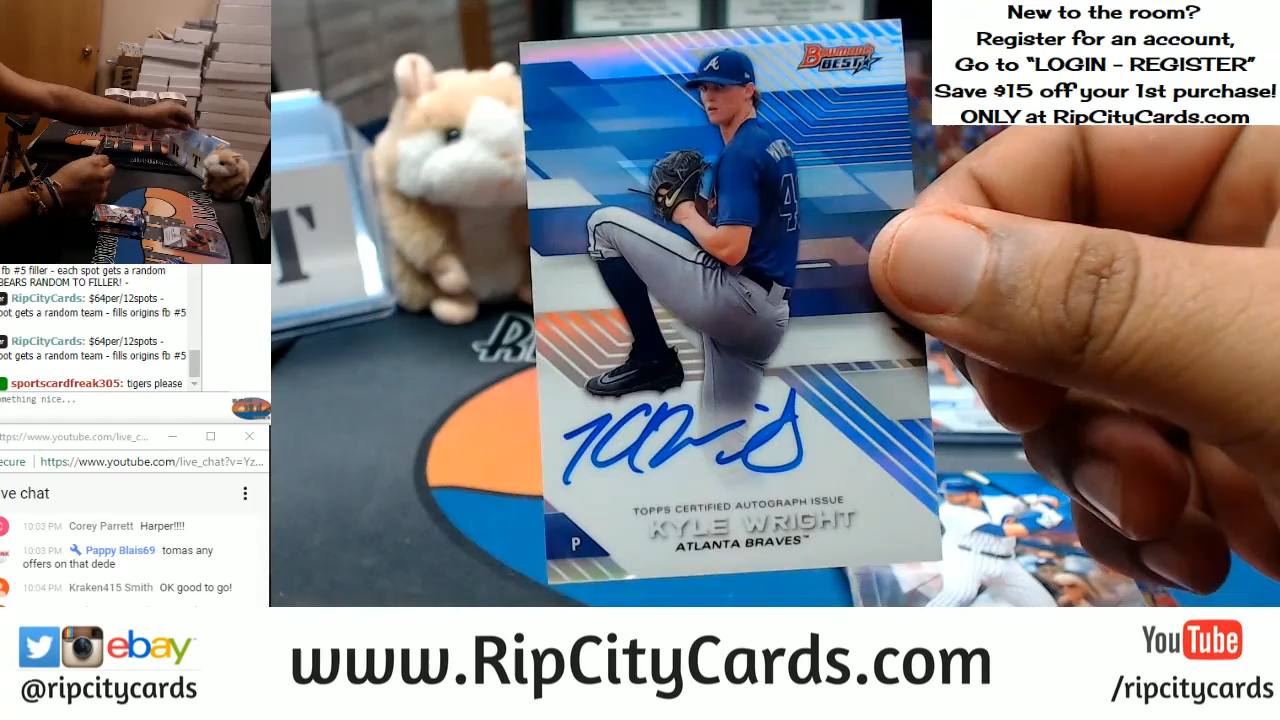 New to the room?
Register for an account,
Go to “LOGIN - REGISTER”
Save $15 off your 1st purchase!
ONLY at RipCityCards.com
fb #5 filler - each spot gets a random
BEARS RANDOM TO FILLER! -
RipCityCards: $64per/12spots -
pot gets a random team - fills origins fb #5
RipCityCards: $64per/12spots -
pot gets a random team - fills origins fb #5
sportscardfreak305: tigers please
omething nice...
ttps://www.youtube.com/live_c...
ecure https://www.youtube.com/live_chat?v=Yz...
ve chat
10:03 PM Corey Parrett Harper!!!!
10:03 PM Pappy Blais69 tomas any
offers on that dede
10:04 PM Kraken415 Smith OK good to go!
A
BOWMAN'S
BEST
4
TOPPS CERTIFIED AUTOGRAPH ISSUE
KYLE WRIGHT
P
ATLANTA BRAVES™
ebay™
@ripcitycards
www.RipCityCards.com
YouTube
/ripcitycards